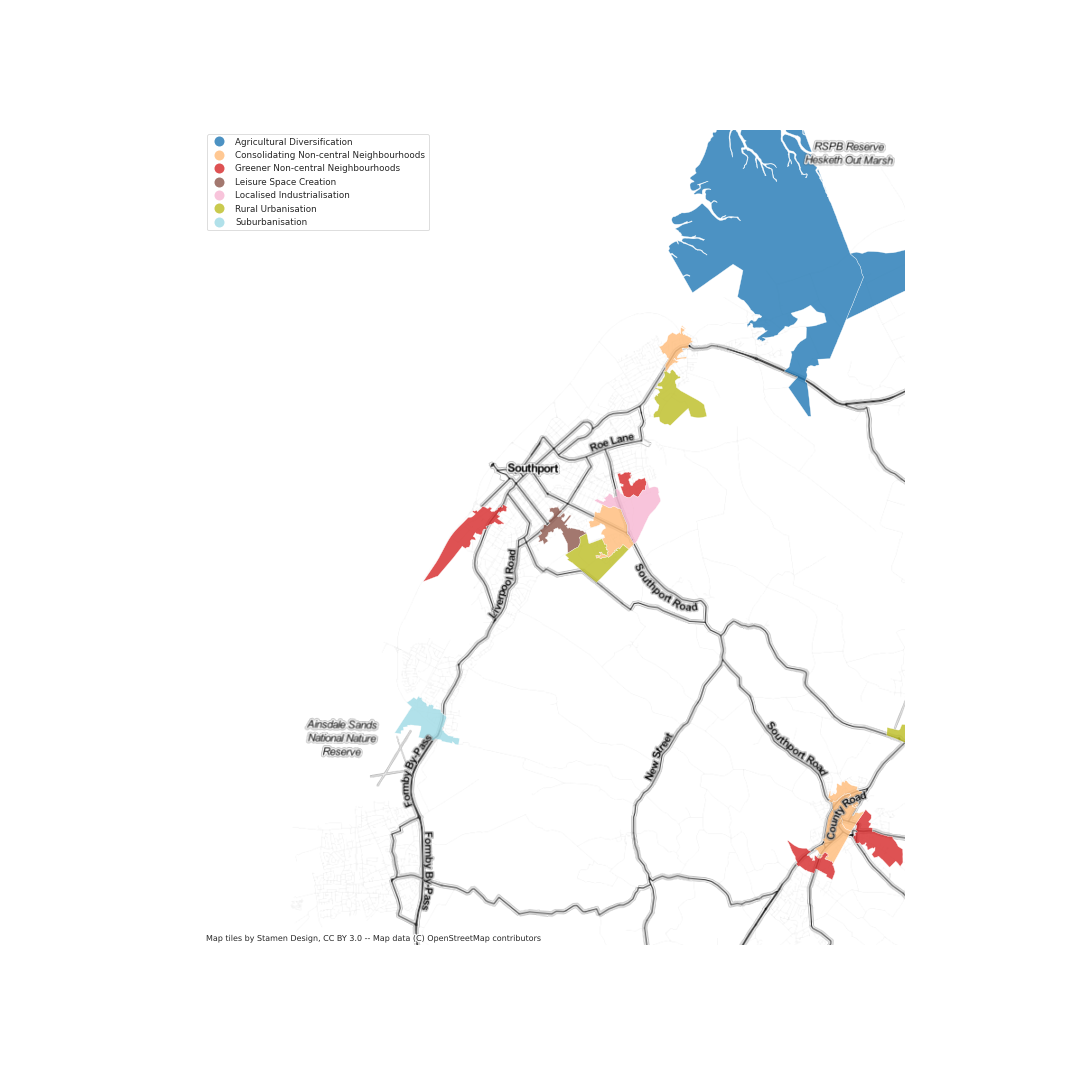 Agricultural Diversification
Consolidating Non-central Neighbourhoods
Greener Non-central Neighbourhoods
Leisure Space Creation
Localised Industrialisation
Rural Urbanisation
Suburbanisation
RSPB Reserve
Hesketh Out Marsh
Roe Lane
Southport
Liverpool Road
Southport Road
Ainsdale Sands
National Nature
Reserve
Formby By-Pass
New Street
Southport Road
County Road
Formby By-Pass
Map tiles by Stamen Design, CC BY 3.0 -- Map data (C) OpenStreetMap contributors